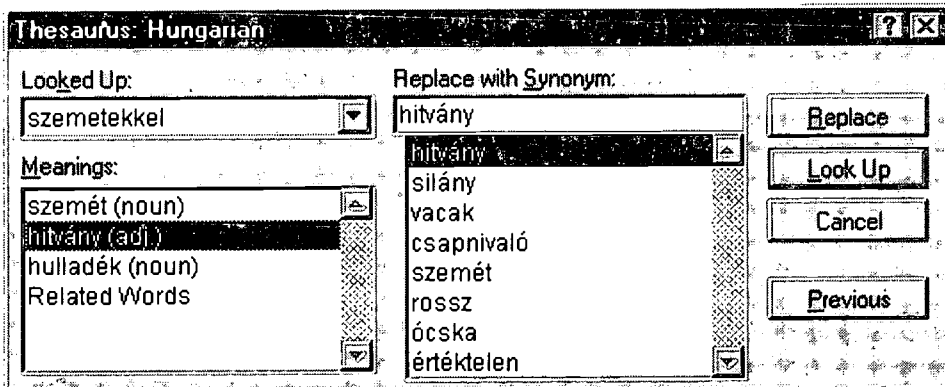 Thesaurus: Hungarian
Looked Up:
szemetekkel
Meanings:
szemét (noun)
hitvány (adj.)
hulladék (noun)
Related Words
Replace with Synonym:
hitvány
hitvány
silány
vacak
csapnivaló
szemét
rossz
ócska
értéktelen
Replace
Look Up
Cancel
Previous